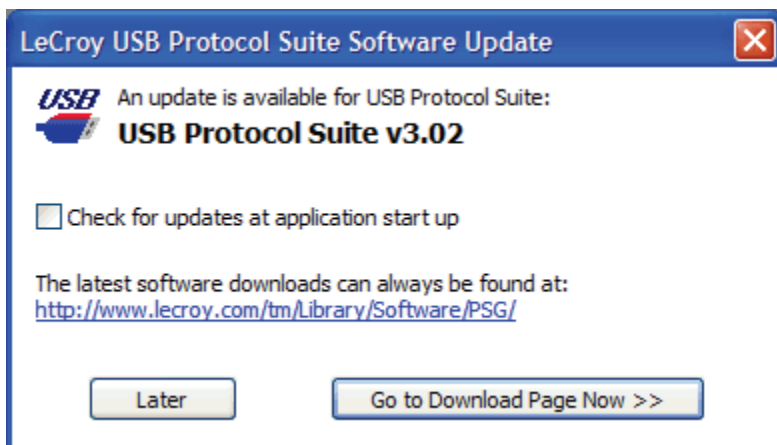 LeCroy USB Protocol Suite Software Update
USB
An update is available for USB Protocol Suite:
USB Protocol Suite v3.02
Check for updates at application start up
The latest software downloads can always be found at:
http://www.lecroy.com/tm/Library/Software/PSG/
Later
Go to Download Page Now >>